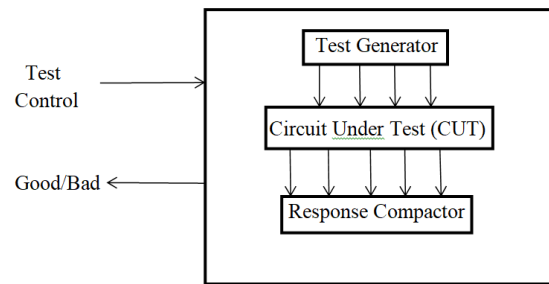 Test Generator
Test
Control
Circuit Under Test (CUT)
Good/Bad
Response Compactor